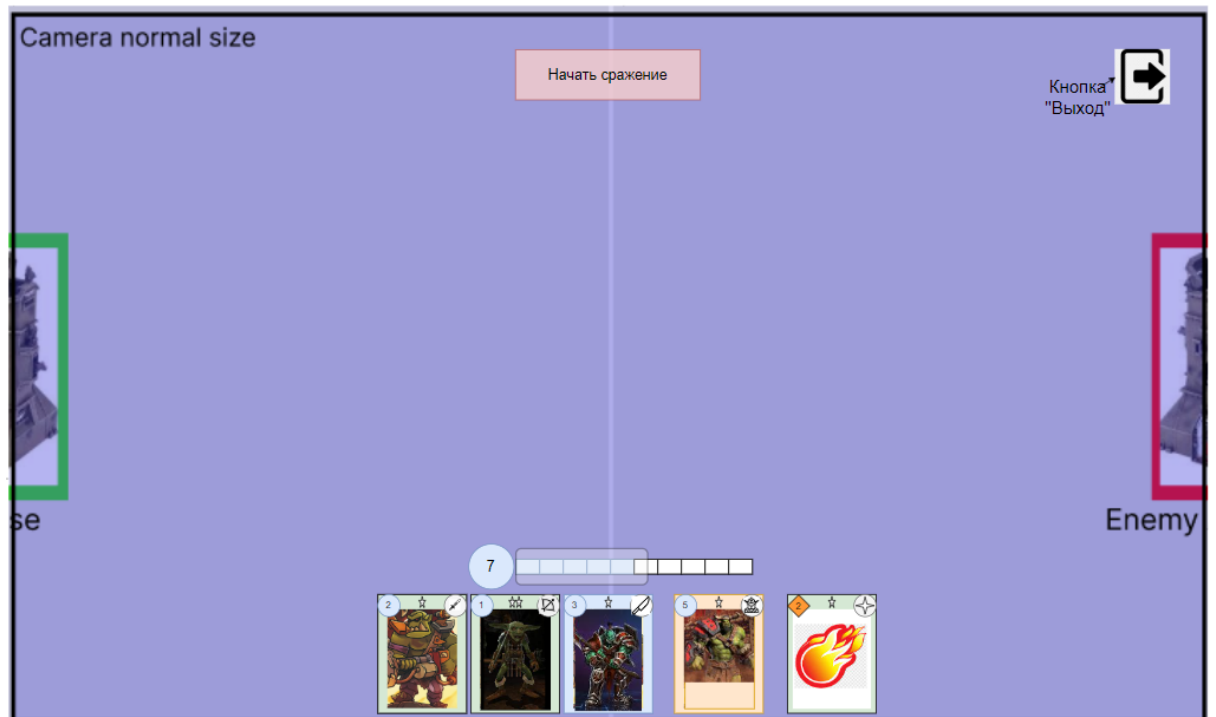 Camera normal size
Начать сражение
Кнопка
"Выход"
se
Enemy
7
2
1
3
5
2